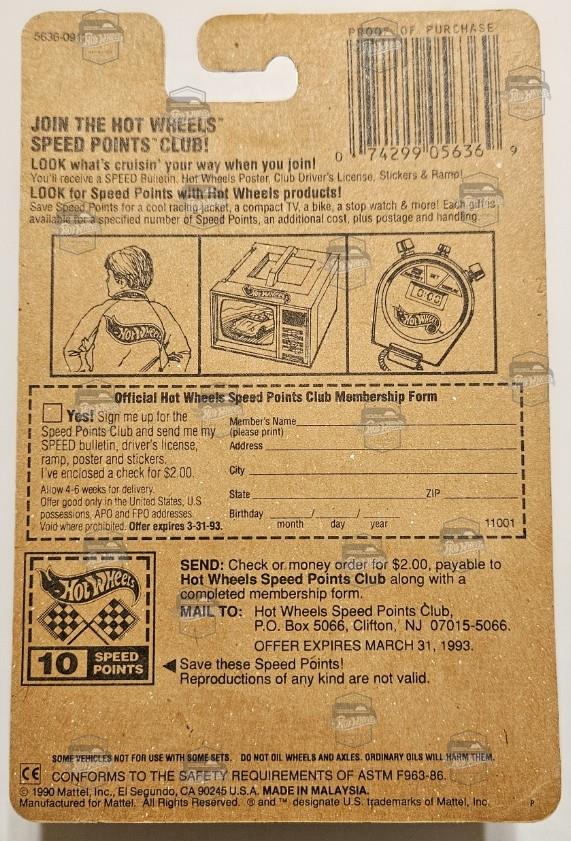 5636-091
PROOF OF PURCHASE
0 74299 05636 9
JOIN THE HOT WHEELS™
SPEED POINTS™ CLUB!
LOOK what's cruisin' your way when you join!
You'll receive a SPEED Bulletin, Hot Wheels Poster, Club Driver's License, Stickers & Ramp!
LOOK for Speed Points with Hot Wheels products!
Save Speed Points for a cool racing jacket, a compact TV, a bike, a stop watch & more! Each gift is
available for a specified number of Speed Points, an additional cost, plus postage and handling.
Hot Wheels
Hot Wheels
Hot Wheels
Official Hot Wheels Speed Points Club Membership Form
Yes! Sign me up for the
Speed Points Club and send me my
SPEED bulletin, driver's license,
ramp, poster and stickers.
I've enclosed a check for $2.00.
Allow 4-6 weeks for delivery.
Offer good only in the United States, U.S
possessions, APO and FPO addresses.
Void where prohibited. Offer expires 3-31-93.
Member's Name
(please print)
Address
City
State ZIP
Birthday / /
month day year
11001
Hot Wheels
10 SPEED
POINTS
SEND: Check or money order for $2.00, payable to
Hot Wheels Speed Points Club along with a
completed membership form.
MAIL TO: Hot Wheels Speed Points Club,
P.O. Box 5066, Clifton, NJ 07015-5066.
OFFER EXPIRES MARCH 31, 1993.
Save these Speed Points!
Reproductions of any kind are not valid.
SOME VEHICLES NOT FOR USE WITH SOME SETS. DO NOT OIL WHEELS AND AXLES. ORDINARY OILS WILL HARM THEM.
CE CONFORMS TO THE SAFETY REQUIREMENTS OF ASTM F963-86.
© 1990 Mattel, Inc., El Segundo, CA 90245 U.S.A. MADE IN MALAYSIA.
Manufactured for Mattel. All Rights Reserved. ® and ™ designate U.S. trademarks of Mattel, Inc. P